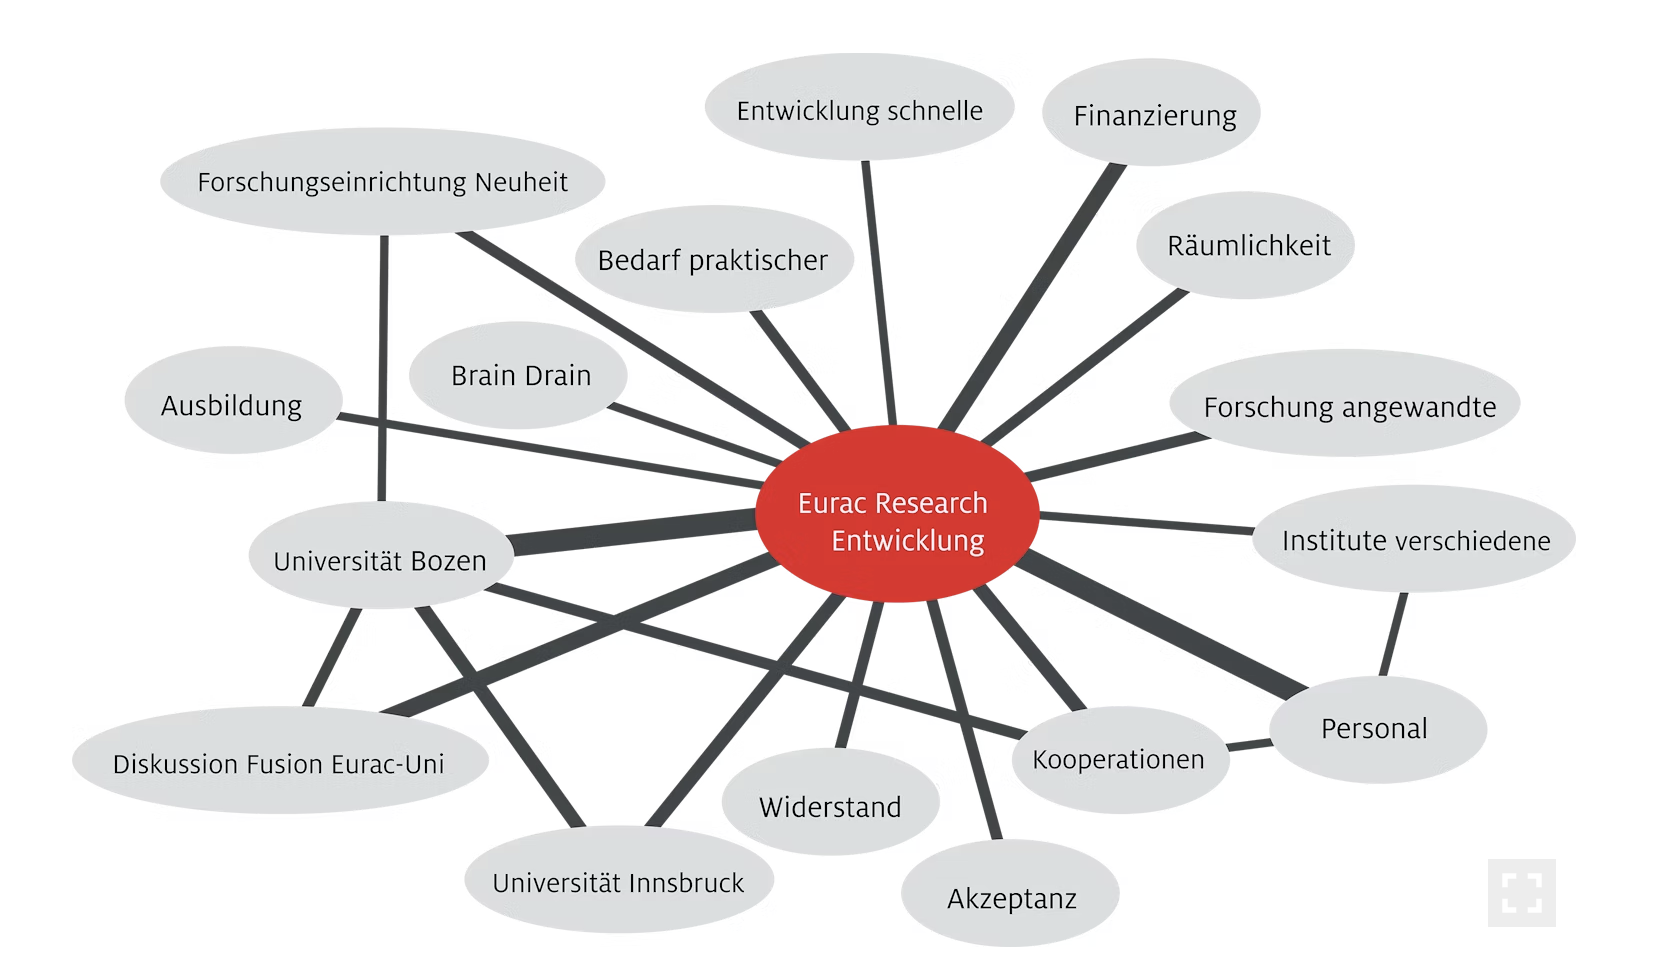 Entwicklung schnelle
Finanzierung
Forschungseinrichtung Neuheit
Räumlichkeit
Bedarf praktischer
Brain Drain
Ausbildung
Forschung angewandte
Eurac Research
Entwicklung
Institute verschiedene
Universität Bozen
Personal
Diskussion Fusion Eurac-Uni
Kooperationen
Widerstand
Universität Innsbruck
Akzeptanz